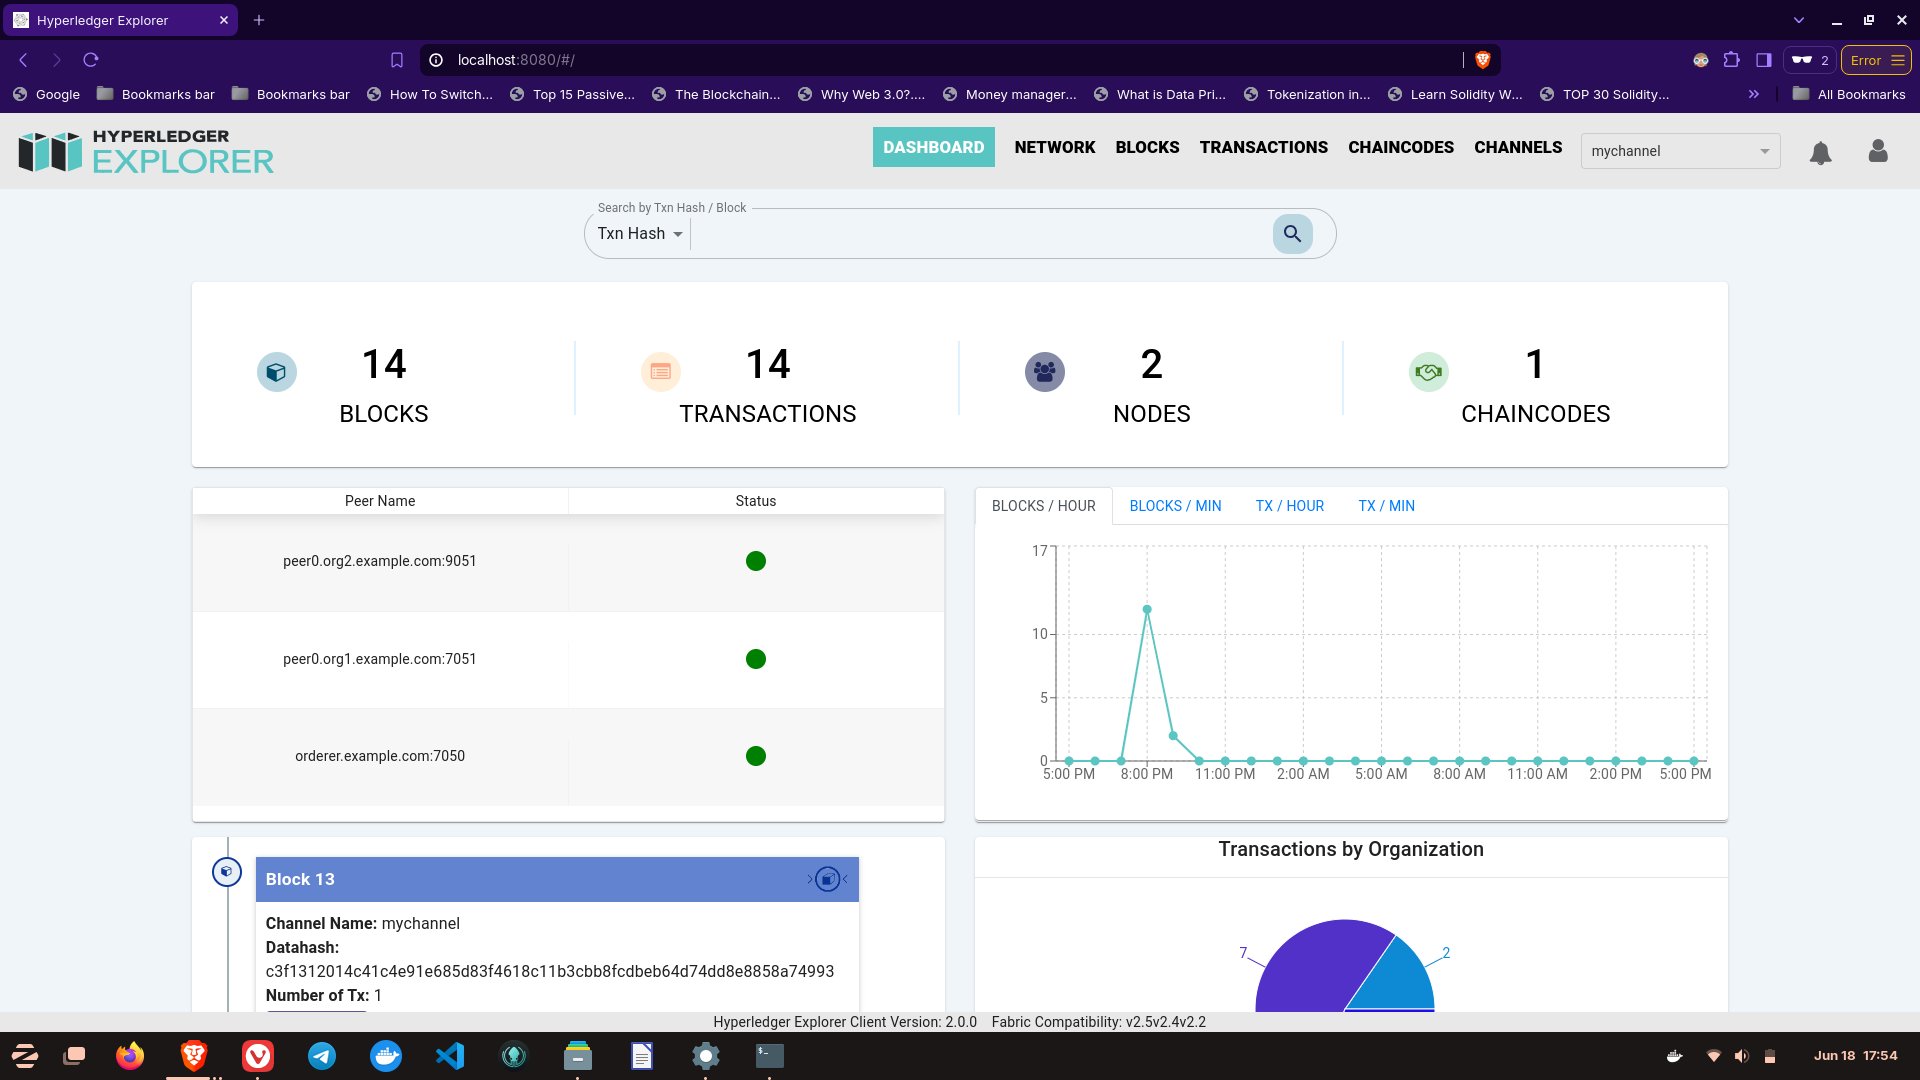 Hyperledger Explorer
localhost:8080/#/
2
Error
Google
Bookmarks bar
Bookmarks bar
How To Switch...
Top 15 Passive...
The Blockchain...
Why Web 3.0?....
Money manager...
What is Data Pri...
Tokenization in...
Learn Solidity W...
TOP 30 Solidity...
All Bookmarks
HYPERLEDGER
EXPLORER
DASHBOARD
NETWORK
BLOCKS
TRANSACTIONS
CHAINCODES
CHANNELS
mychannel
Search by Txn Hash / Block
Txn Hash
14
BLOCKS
14
TRANSACTIONS
2
NODES
1
CHAINCODES
Peer Name
Status
peer0.org2.example.com:9051
peer0.org1.example.com:7051
orderer.example.com:7050
BLOCKS / HOUR
BLOCKS / MIN
TX / HOUR
TX / MIN
17
10
5
0
5:00 PM
8:00 PM
11:00 PM
2:00 AM
5:00 AM
8:00 AM
11:00 AM
2:00 PM
5:00 PM
Block 13
Channel Name: mychannel
Datahash:
c3f1312014c41c4e91e685d83f4618c11b3cbb8fcdbeb64d74dd8e8858a74993
Number of Tx: 1
Transactions by Organization
7
2
Hyperledger Explorer Client Version: 2.0.0
Fabric Compatibility: v2.5v2.4v2.2
Jun 18 17:54